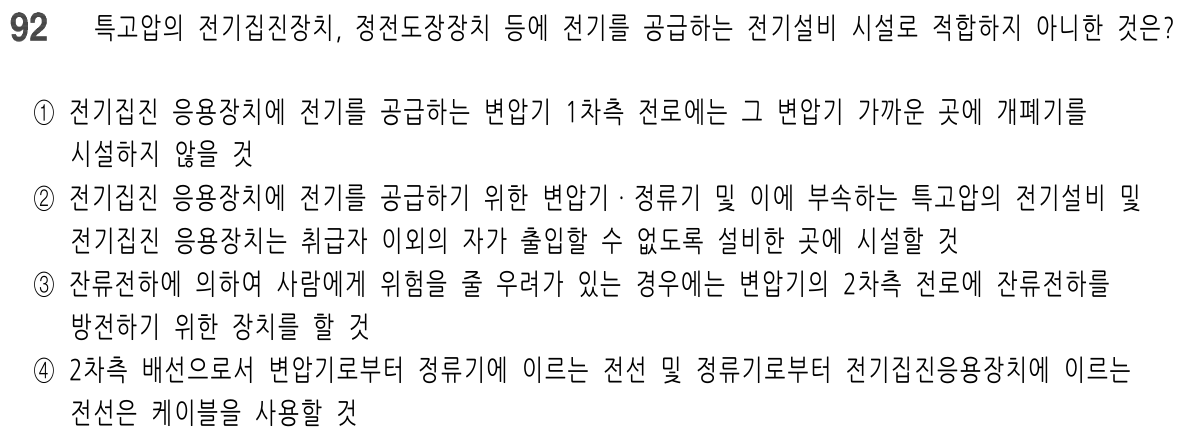 92 특고압의 전기집진장치, 정전도장장치 등에 전기를 공급하는 전기설비 시설로 적합하지 아니한 것은?
① 전기집진 응용장치에 전기를 공급하는 변압기 1차측 전로에는 그 변압기 가까운 곳에 개폐기를
시설하지 않을 것
② 전기집진 응용장치에 전기를 공급하기 위한 변압기·정류기 및 이에 부속하는 특고압의 전기설비 및
전기집진 응용장치는 취급자 이외의 자가 출입할 수 없도록 설비한 곳에 시설할 것
③ 잔류전하에 의하여 사람에게 위험을 줄 우려가 있는 경우에는 변압기의 2차측 전로에 잔류전하를
방전하기 위한 장치를 할 것
④ 2차측 배선으로서 변압기로부터 정류기에 이르는 전선 및 정류기로부터 전기집진응용장치에 이르는
전선은 케이블을 사용할 것